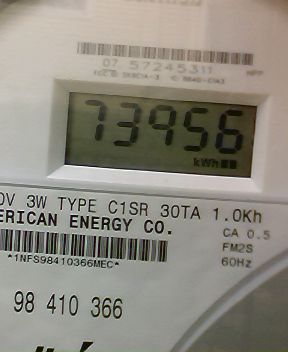 07 57245311
73956
kWh
0V 3W TYPE C1SR 30TA 1.0Kh
ERICAN ENERGY CO.
CA 0.5
FM2S
*1NFS98410366MEC*
60Hz
98 410 366